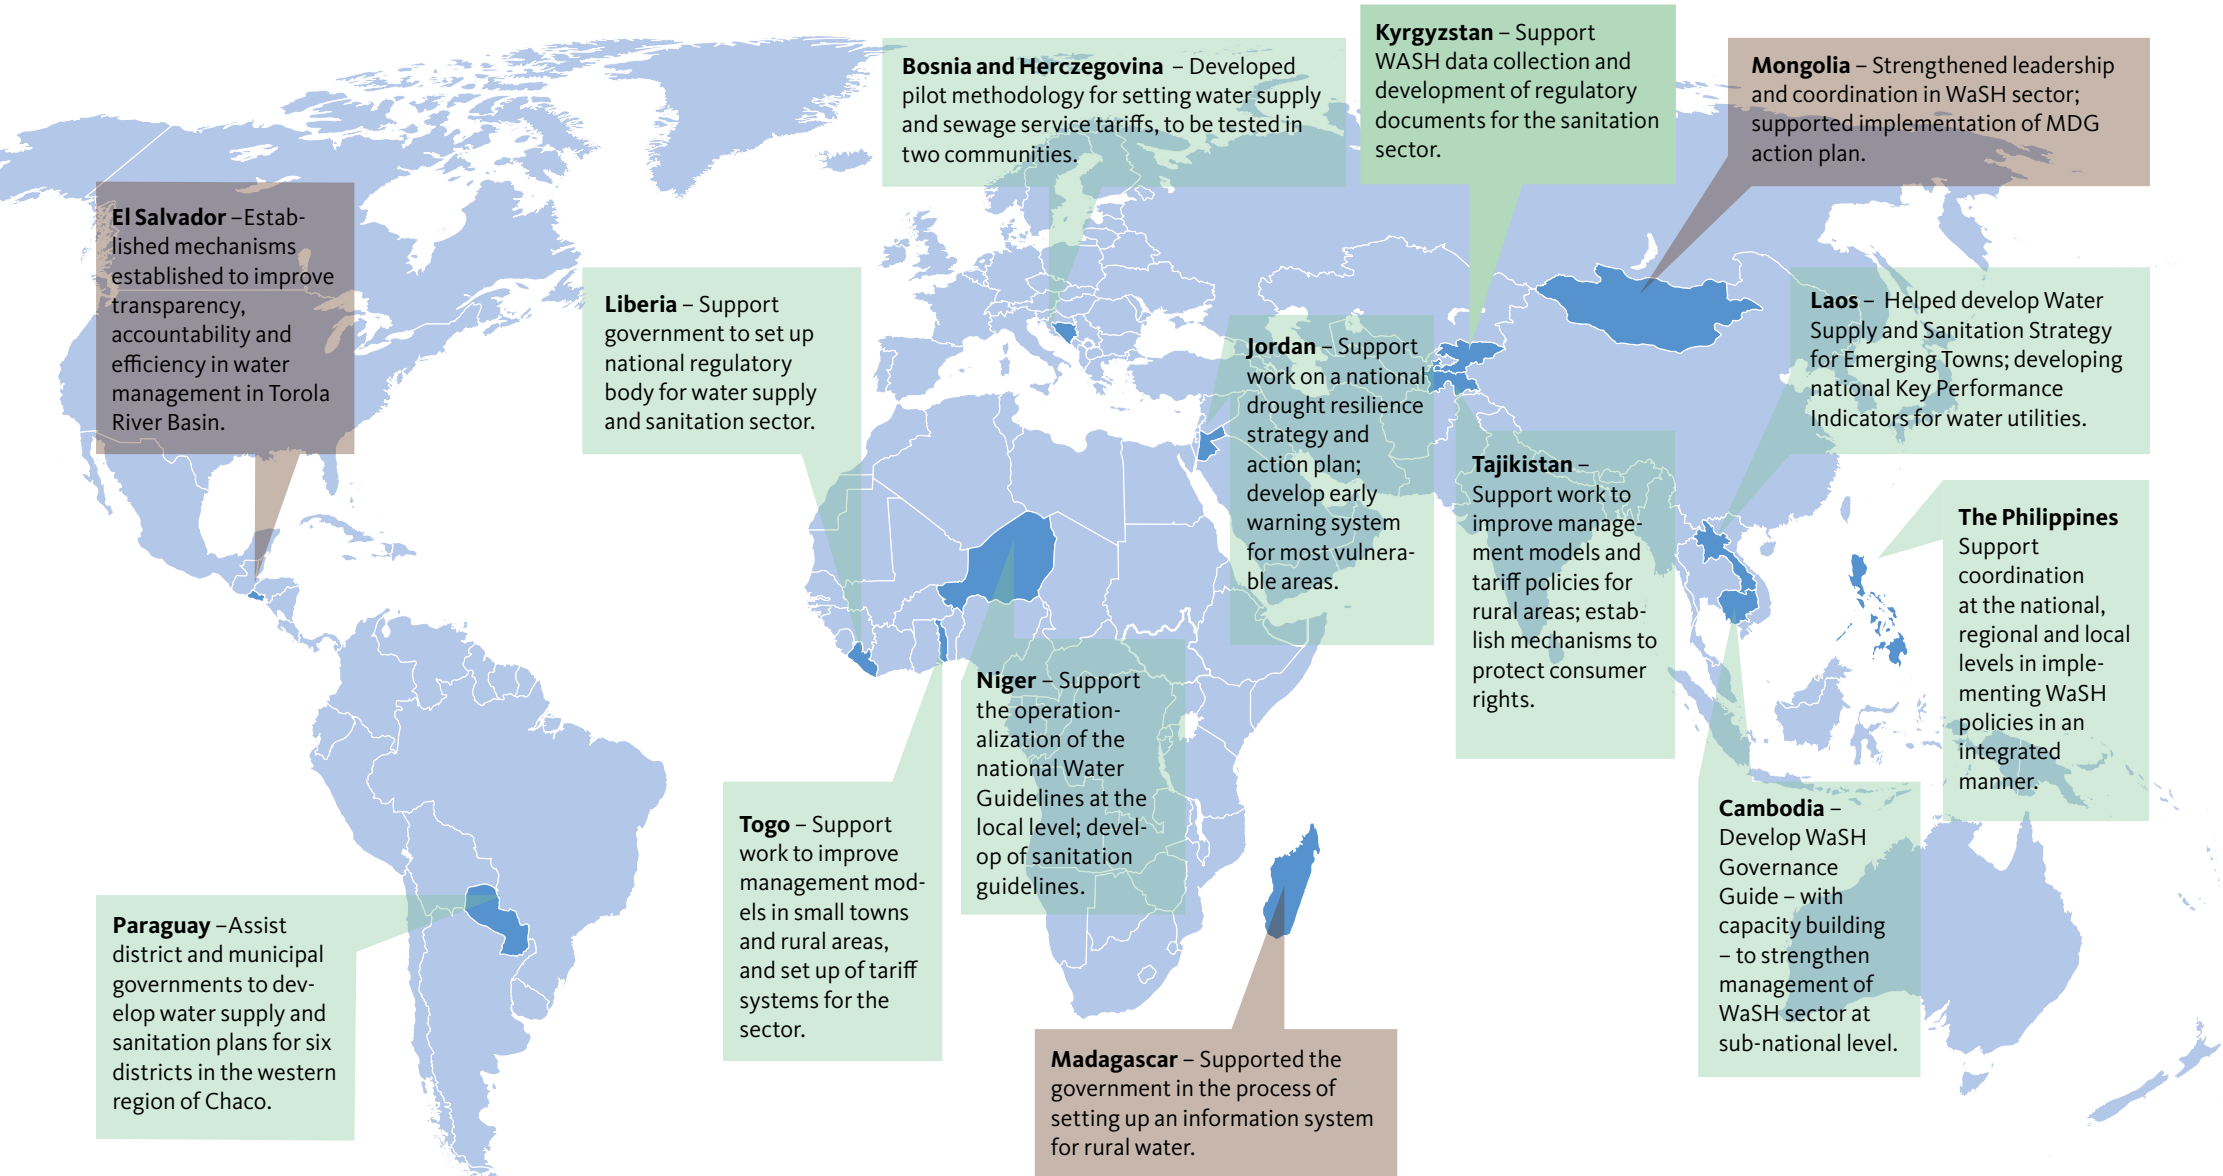 Bosnia and Herczegovina – Developed
pilot methodology for setting water supply
and sewage service tariffs, to be tested in
two communities.
Kyrgyzstan – Support
WASH data collection and
development of regulatory
documents for the sanitation
sector.
Mongolia – Strengthened leadership
and coordination in WaSH sector;
supported implementation of MDG
action plan.
El Salvador –Estab-
lished mechanisms
established to improve
transparency,
accountability and
efficiency in water
management in Torola
River Basin.
Liberia – Support
government to set up
national regulatory
body for water supply
and sanitation sector.
Jordan – Support
work on a national
drought resilience
strategy and
action plan;
develop early
warning system
for most vulnera-
ble areas.
Laos – Helped develop Water
Supply and Sanitation Strategy
for Emerging Towns; developing
national Key Performance
Indicators for water utilities.
Tajikistan –
Support work to
improve manage-
ment models and
tariff policies for
rural areas; estab-
lish mechanisms to
protect consumer
rights.
The Philippines
Support
coordination
at the national,
regional and local
levels in imple-
menting WaSH
policies in an
integrated
manner.
Niger – Support
the operation-
alization of the
national Water
Guidelines at the
local level; devel-
op of sanitation
guidelines.
Togo – Support
work to improve
management mod-
els in small towns
and rural areas,
and set up of tariff
systems for the
sector.
Cambodia –
Develop WaSH
Governance
Guide – with
capacity building
– to strengthen
management of
WaSH sector at
sub-national level.
Paraguay –Assist
district and municipal
governments to dev-
elop water supply and
sanitation plans for six
districts in the western
region of Chaco.
Madagascar – Supported the
government in the process of
setting up an information system
for rural water.